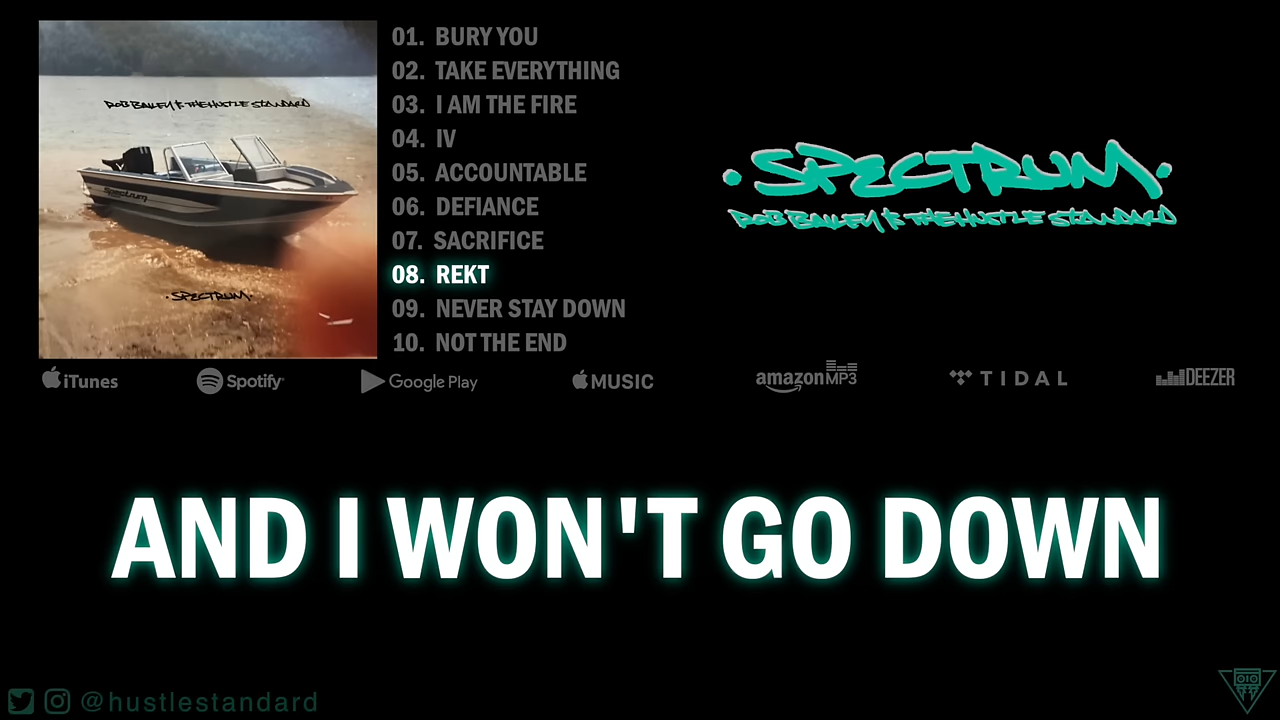 ROB BAILEY & THE HUSTLE STANDARD
Spectrum
·SPECTRUM·
01. BURY YOU
02. TAKE EVERYTHING
03. I AM THE FIRE
04. IV
05. ACCOUNTABLE
06. DEFIANCE
07. SACRIFICE
08. REKT
09. NEVER STAY DOWN
10. NOT THE END
·SPECTRUM·
ROB BAILEY & THE HUSTLE STANDARD
iTunes
Spotify
Google Play
MUSIC
amazonMP3
TIDAL
DEEZER
AND I WON'T GO DOWN
@hustlestandard